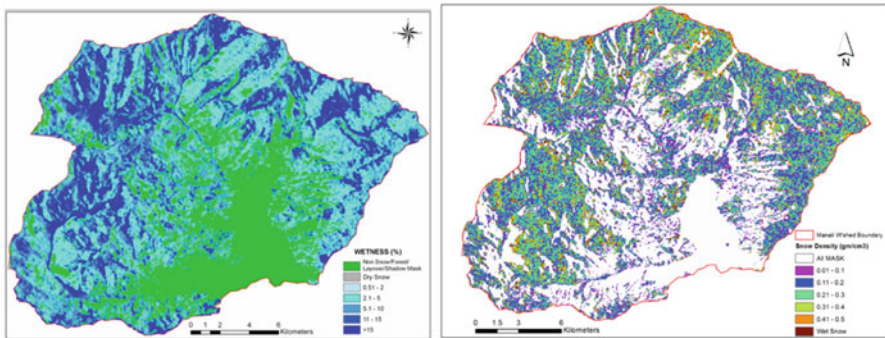 WETNESS (%)
Non Snow/Forest/
Layover/Shadow Mask
Dry Snow
0.51 - 2
2.1 - 5
5.1 - 10
11 - 15
>15
0 1 2 4 6
Kilometers
N
Manali W'shed Boundary
Snow Density (gm/cm3)
All MASK
0.01 - 0.1
0.11 - 0.2
0.21 - 0.3
0.31 - 0.4
0.41 - 0.5
Wet Snow
0 1.5 3 6
Kilometers